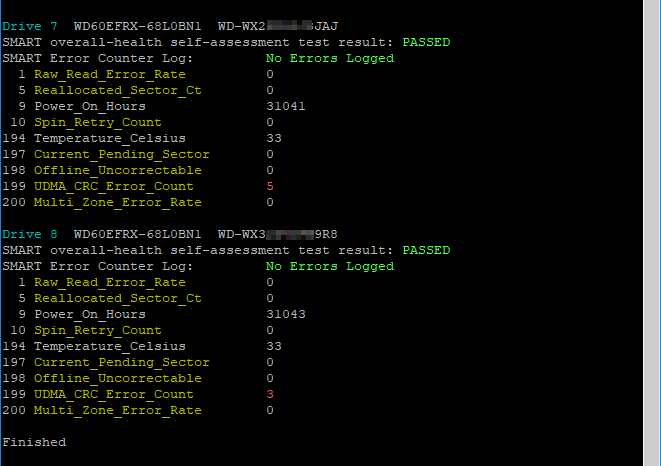 Drive 7  WD60EFRX-68L0BN1  WD-WX2 JAJ
SMART overall-health self-assessment test result: PASSED
SMART Error Counter Log:         No Errors Logged
  1 Raw_Read_Error_Rate          0
  5 Reallocated_Sector_Ct        0
  9 Power_On_Hours               31041
 10 Spin_Retry_Count             0
194 Temperature_Celsius          33
197 Current_Pending_Sector       0
198 Offline_Uncorrectable        0
199 UDMA_CRC_Error_Count         5
200 Multi_Zone_Error_Rate        0
Drive 8  WD60EFRX-68L0BN1  WD-WX3 9R8
SMART overall-health self-assessment test result: PASSED
SMART Error Counter Log:         No Errors Logged
  1 Raw_Read_Error_Rate          0
  5 Reallocated_Sector_Ct        0
  9 Power_On_Hours               31043
 10 Spin_Retry_Count             0
194 Temperature_Celsius          33
197 Current_Pending_Sector       0
198 Offline_Uncorrectable        0
199 UDMA_CRC_Error_Count         3
200 Multi_Zone_Error_Rate        0
Finished